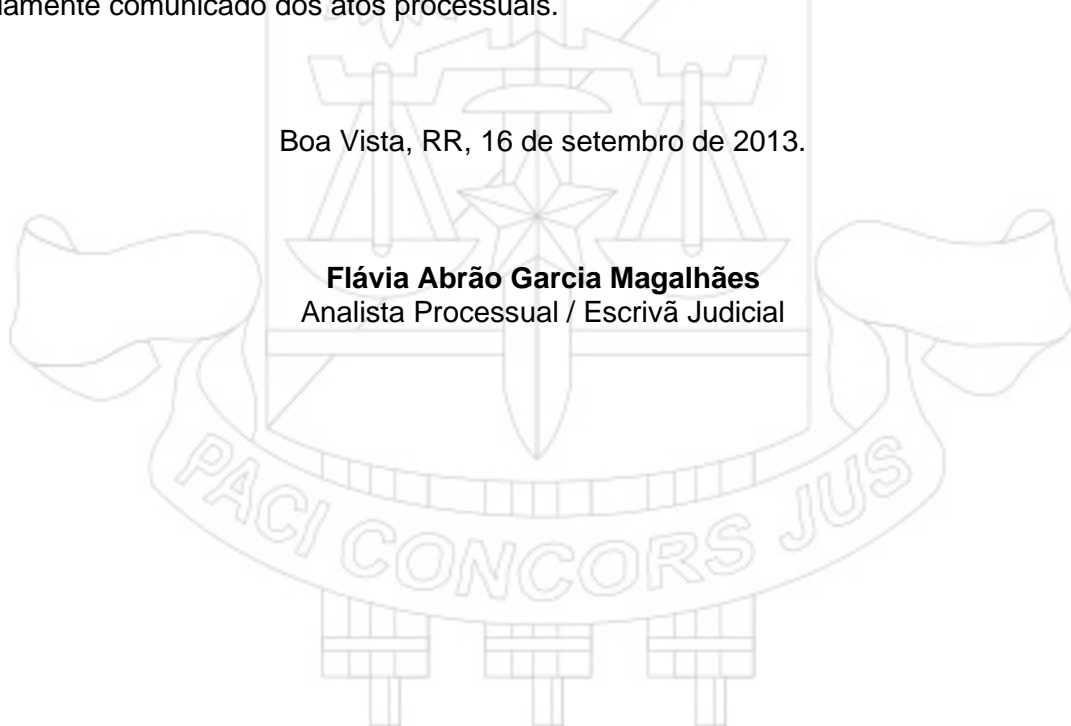 comunicado dos atos processuais.
Boa Vista, RR, 16 de setembro de 2013.
Flávia Abrão Garcia Magalhães
Analista Processual / Escrivã Judicial
PACI CONCORS JUS